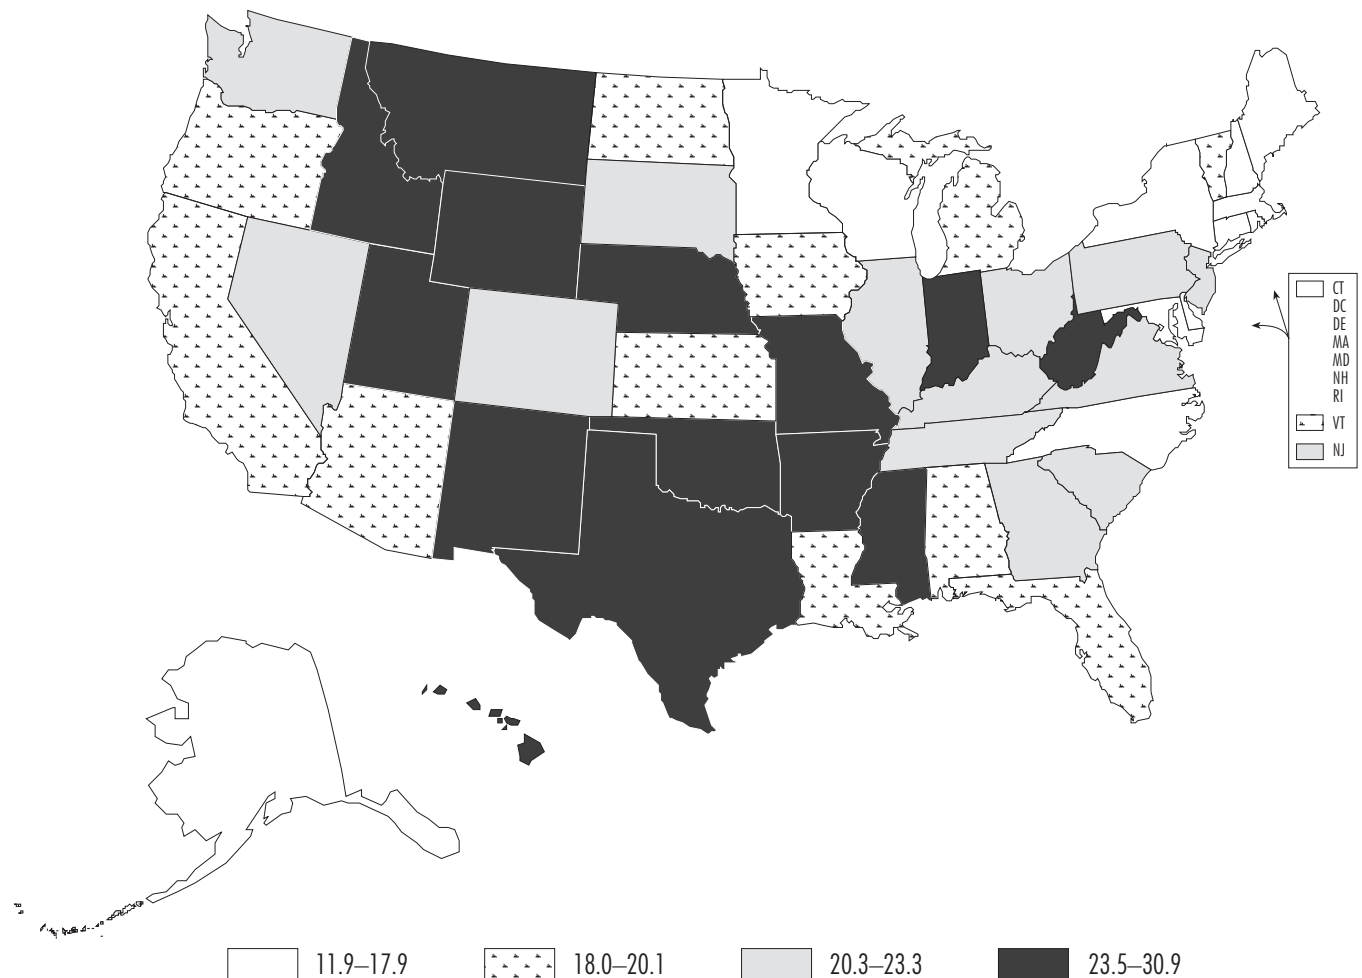 CT
DC
DE
MA
MD
NH
RI
VT
NJ
11.9–17.9
18.0–20.1
20.3–23.3
23.5–30.9